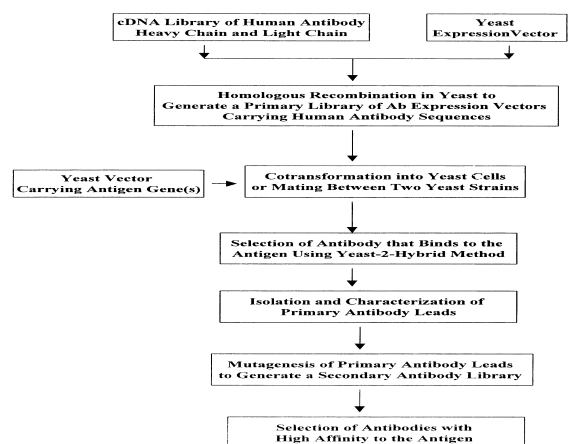 cDNA Library of Human Antibody
Heavy Chain and Light Chain
Yeast
ExpressionVector
Homologous Recombination in Yeast to
Generate a Primary Library of Ab Expression Vectors
Carrying Human Antibody Sequences
Yeast Vector
Carrying Antigen Gene(s)
Cotransformation into Yeast Cells
or Mating Between Two Yeast Strains
Selection of Antibody that Binds to the
Antigen Using Yeast-2-Hybrid Method
Isolation and Characterization of
Primary Antibody Leads
Mutagenesis of Primary Antibody Leads
to Generate a Secondary Antibody Library
Selection of Antibodies with
High Affinity to the Antigen